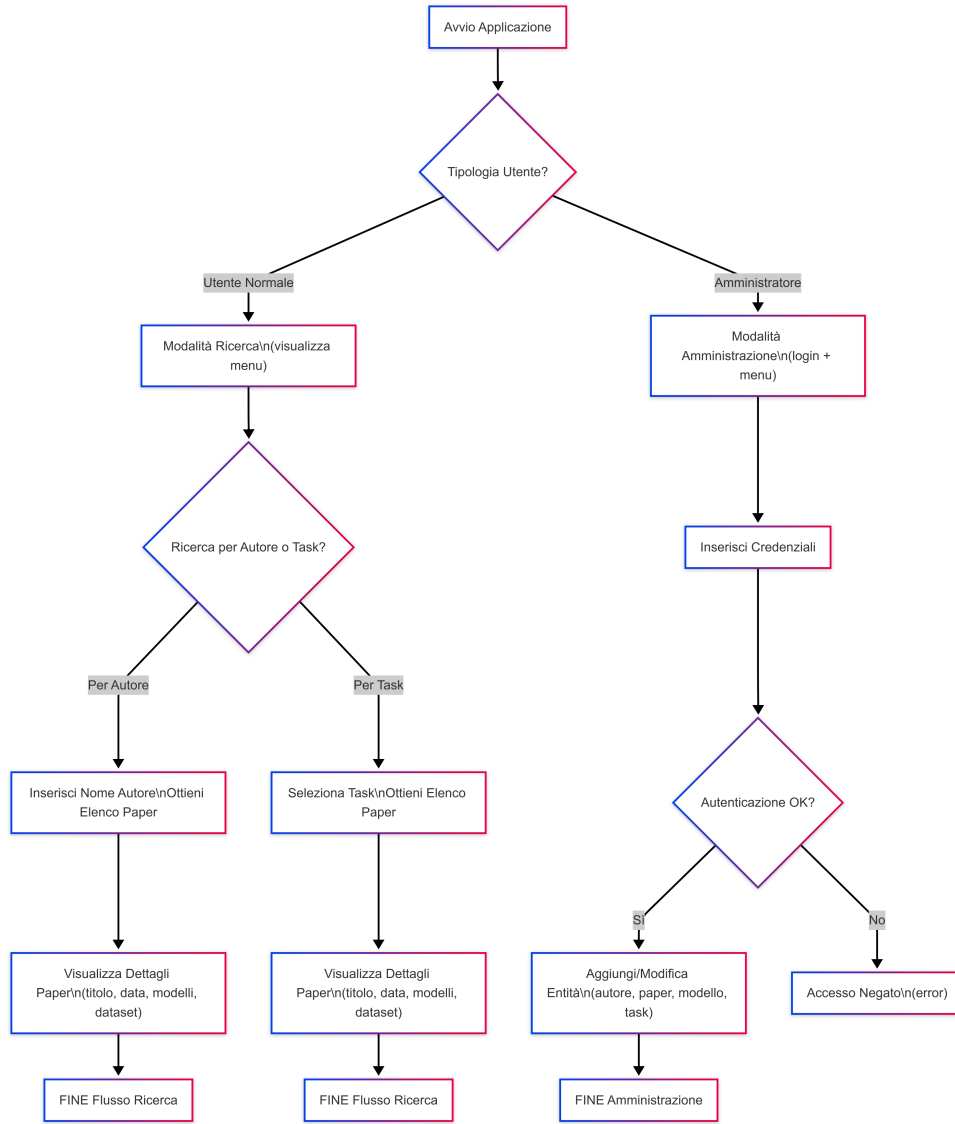 Avvio Applicazione
Tipologia Utente?
Utente Normale
Amministratore
Modalità Ricerca\n(visualizza
menu)
Modalità
Amministrazione\n(login +
menu)
Ricerca per Autore o Task?
Inserisci Credenziali
Per Autore
Per Task
Inserisci Nome Autore\nOttieni
Elenco Paper
Seleziona Task\nOttieni Elenco
Paper
Autenticazione OK?
Sì
No
Visualizza Dettagli
Paper\n(titolo, data, modelli,
dataset)
Visualizza Dettagli
Paper\n(titolo, data, modelli,
dataset)
Aggiungi/Modifica
Entità\n(autore, paper, modello,
task)
Accesso Negato\n(error)
FINE Flusso Ricerca
FINE Flusso Ricerca
FINE Amministrazione